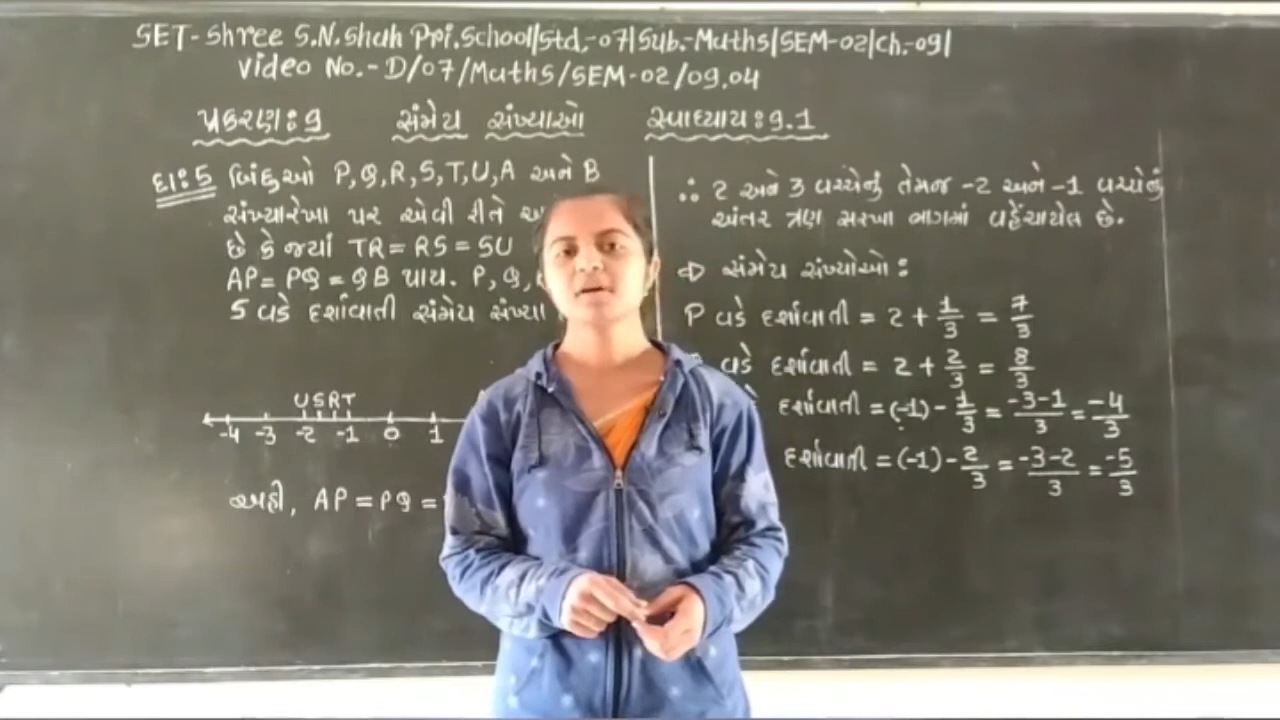 SET-Shree S.N.Shah Pri.School/Std.-07/Sub.-Maths/SEM-02/Ch.-09/
Video No.-D/07/Maths/SEM-02/09.04
પ્રકરણ:9 સંમેય સંખ્યાઓ સ્વાધ્યાય:9.1
દા:5 બિંદુઓ P,Q,R,S,T,U,A અને B
સંખ્યારેખા પર એવી રીતે
છે કે જ્યાં TR=RS=SU
AP=PQ=QB થાય. P,Q,
S વડે દર્શાવાતી સંમેય સંખ્યા
U S R T
-4 -3 -2 -1 0 1
અહીં, AP=PQ=
∴ 2 અને 3 વચ્ચેનું તેમજ -2 અને -1 વચ્ચેનું
અંતર ત્રણ સરખા ભાગમાં વહેંચાયેલ છે.
⇨ સંમેય સંખ્યોઓ:
P વડે દર્શાવાતી = 2 + 1/3 = 7/3
વડે દર્શાવાતી = 2 + 2/3 = 8/3
દર્શાવાતી = (-1) - 1/3 = -3-1/3 = -4/3
દર્શાવાતી = (-1) - 2/3 = -3-2/3 = -5/3